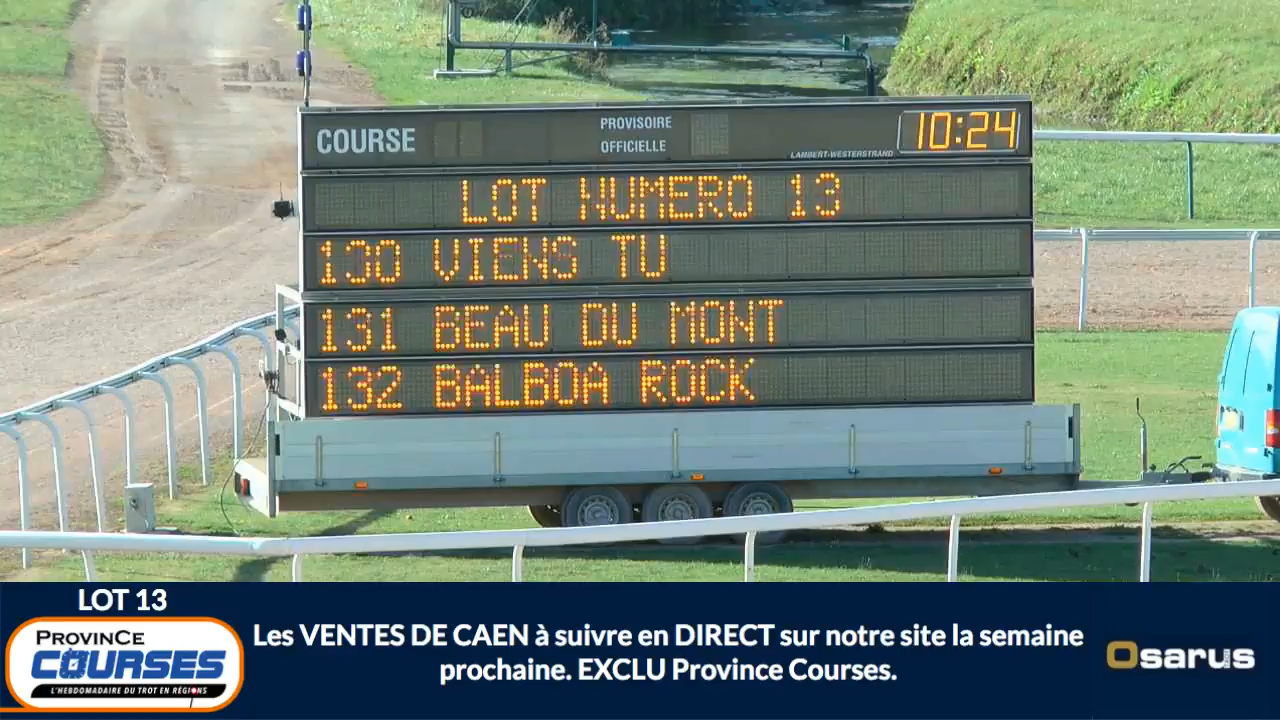 COURSE
PROVISOIRE
OFFICIELLE
10:24
LAMBERT-WESTERSTRAND
LOT NUMERO 13
130 VIENS TU
131 BEAU DU MONT
132 BALBOA ROCK
LOT 13
PROVINCE
COURSES
L'HEBDOMADAIRE DU TROT EN RÉGIONS
Les VENTES DE CAEN à suivre en DIRECT sur notre site la semaine
prochaine. EXCLU Province Courses.
Osarus